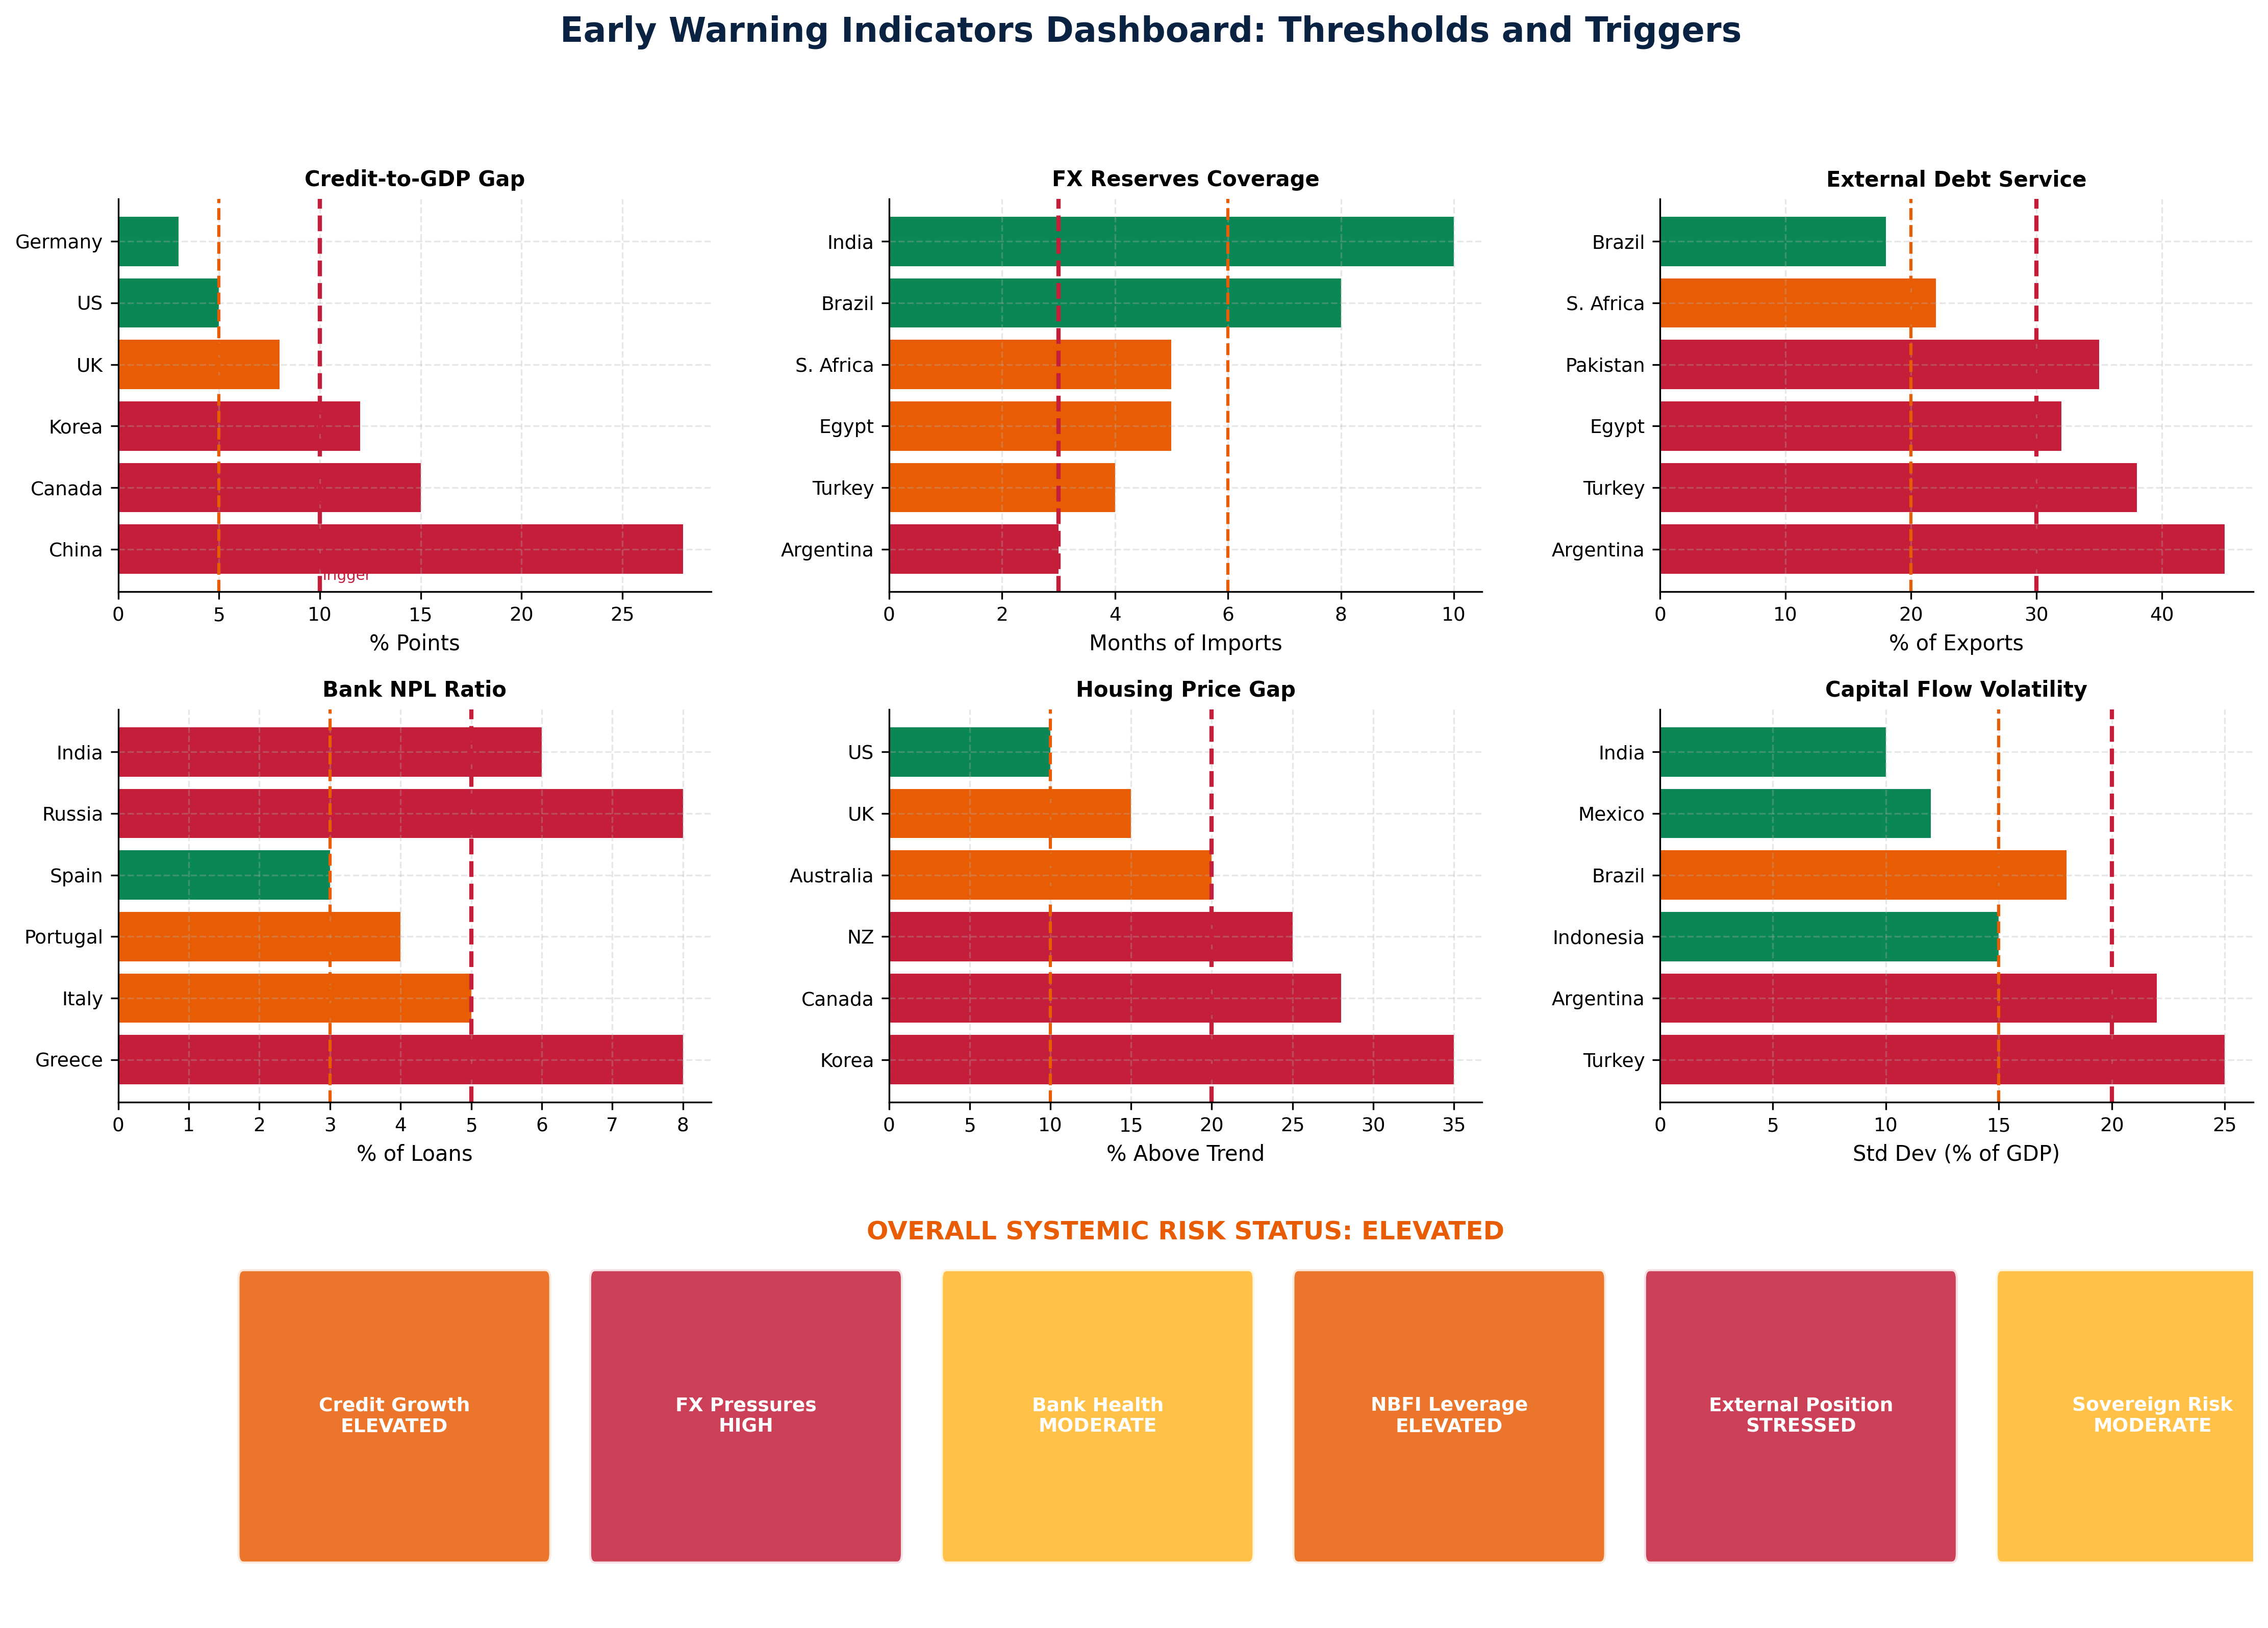 Early Warning Indicators Dashboard: Thresholds and Triggers
Credit-to-GDP Gap
Germany
US
UK
Korea
Canada
China
Trigger
0 5 10 15 20 25
% Points
FX Reserves Coverage
India
Brazil
S. Africa
Egypt
Turkey
Argentina
0 2 4 6 8 10
Months of Imports
External Debt Service
Brazil
S. Africa
Pakistan
Egypt
Turkey
Argentina
0 10 20 30 40
% of Exports
Bank NPL Ratio
India
Russia
Spain
Portugal
Italy
Greece
0 1 2 3 4 5 6 7 8
% of Loans
Housing Price Gap
US
UK
Australia
NZ
Canada
Korea
0 5 10 15 20 25 30 35
% Above Trend
Capital Flow Volatility
India
Mexico
Brazil
Indonesia
Argentina
Turkey
0 5 10 15 20 25
Std Dev (% of GDP)
OVERALL SYSTEMIC RISK STATUS: ELEVATED
Credit Growth
ELEVATED
FX Pressures
HIGH
Bank Health
MODERATE
NBFI Leverage
ELEVATED
External Position
STRESSED
Sovereign Risk
MODERATE